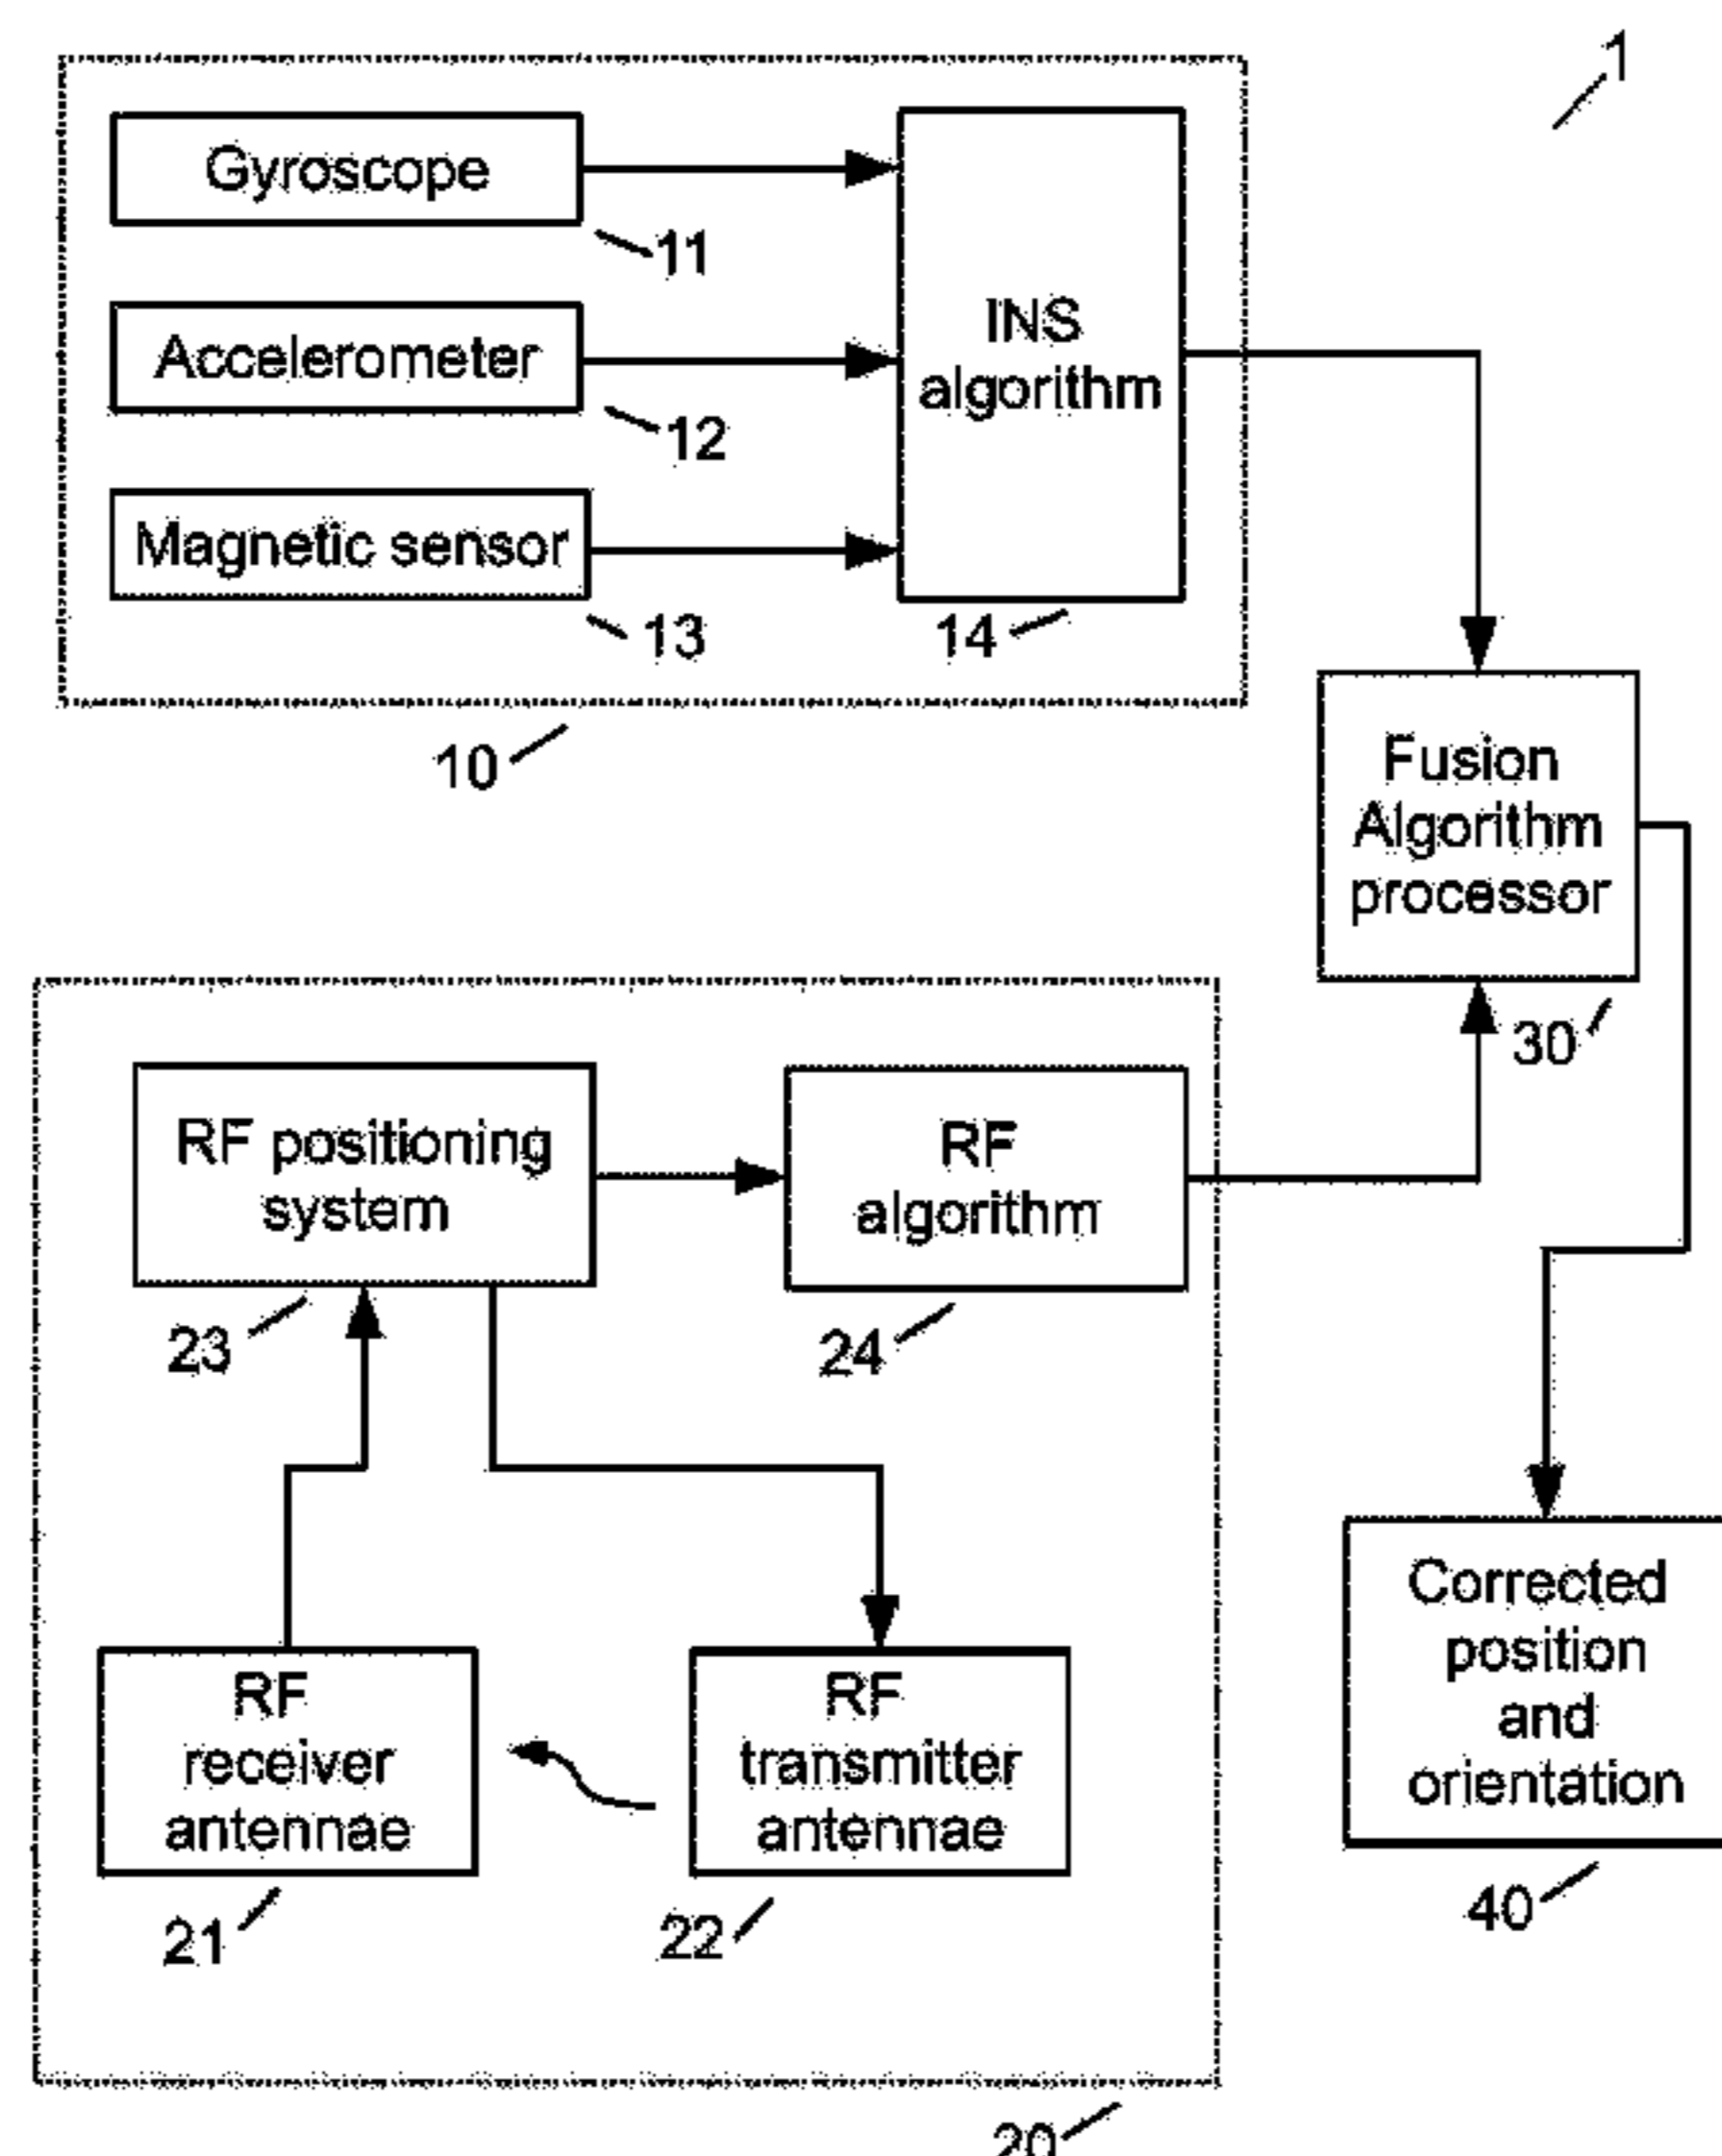 1
Gyroscope
11
Accelerometer
12
Magnetic sensor
13
INS
algorithm
14
10
Fusion
Algorithm
processor
30
RF positioning
system
23
RF
algorithm
24
RF
receiver
antennae
21
RF
transmitter
antennae
22
Corrected
position
and
orientation
40
20